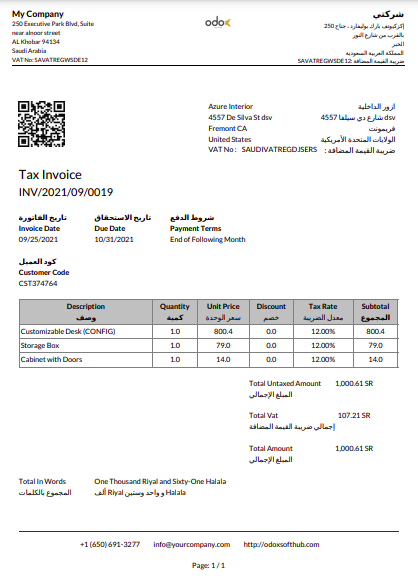 My Company
250 Executive Park Blvd, Suite
near alnoor street
AL Khobar 94134
Saudi Arabia
VAT No: SAVATREGWSDE12
odox
شركتي
250 إكزكيوتف بارك بوليفارد ، جناح
بالقرب من شارع النور
الخبر
المملكة العربية السعودية
ضريبة القيمة المضافة: SAVATREGWSDE12
Azure Interior
4557 De Silva St dsv
Fremont CA
United States
VAT No : SAUDIVATREGDJSERS
ازور الداخلية
4557 شارع دي سيلفا dsv
فريمونت
الولايات المتحدة الأمريكية
ضريبة القيمة المضافة :
Tax Invoice
INV/2021/09/0019
تاريخ الفاتورة تاريخ الاستحقاق شروط الدفع
Invoice Date Due Date Payment Terms
09/25/2021 10/31/2021 End of Following Month
كود العميل
Customer Code
CST374764
Description Quantity Unit Price Discount Tax Rate Subtotal
وصف كمية سعر الوحدة خصم معدل الضريبة المجموع
Customizable Desk (CONFIG) 1.0 800.4 0.0 12.00% 800.4
Storage Box 1.0 79.0 0.0 12.00% 79.0
Cabinet with Doors 1.0 14.0 0.0 12.00% 14.0
Total Untaxed Amount 1,000.61 SR
المبلغ الإجمالي
Total Vat 107.21 SR
إجمالي ضريبة القيمة المضافة
Total Amount 1,000.61 SR
المبلغ الإجمالي
Total In Words One Thousand Riyal and Sixty-One Halala
المجموع بالكلمات ألف Riyal و واحد وستين Halala
+1 (650) 691-3277 info@yourcompany.com http://odoxsofthub.com
Page: 1 / 1